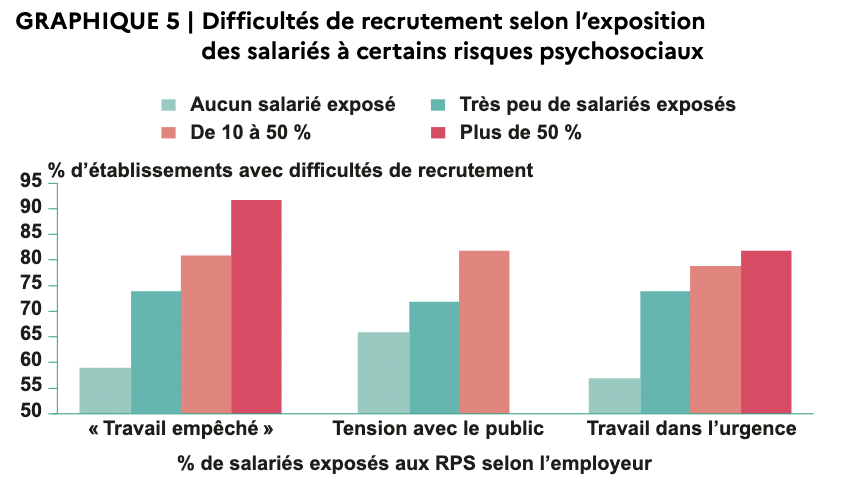 GRAPHIQUE 5 | Difficultés de recrutement selon l’exposition
des salariés à certains risques psychosociaux
Aucun salarié exposé
Très peu de salariés exposés
De 10 à 50 %
Plus de 50 %
% d’établissements avec difficultés de recrutement
95
90
85
80
75
70
65
60
55
50
« Travail empêché »
Tension avec le public
Travail dans l’urgence
% de salariés exposés aux RPS selon l’employeur